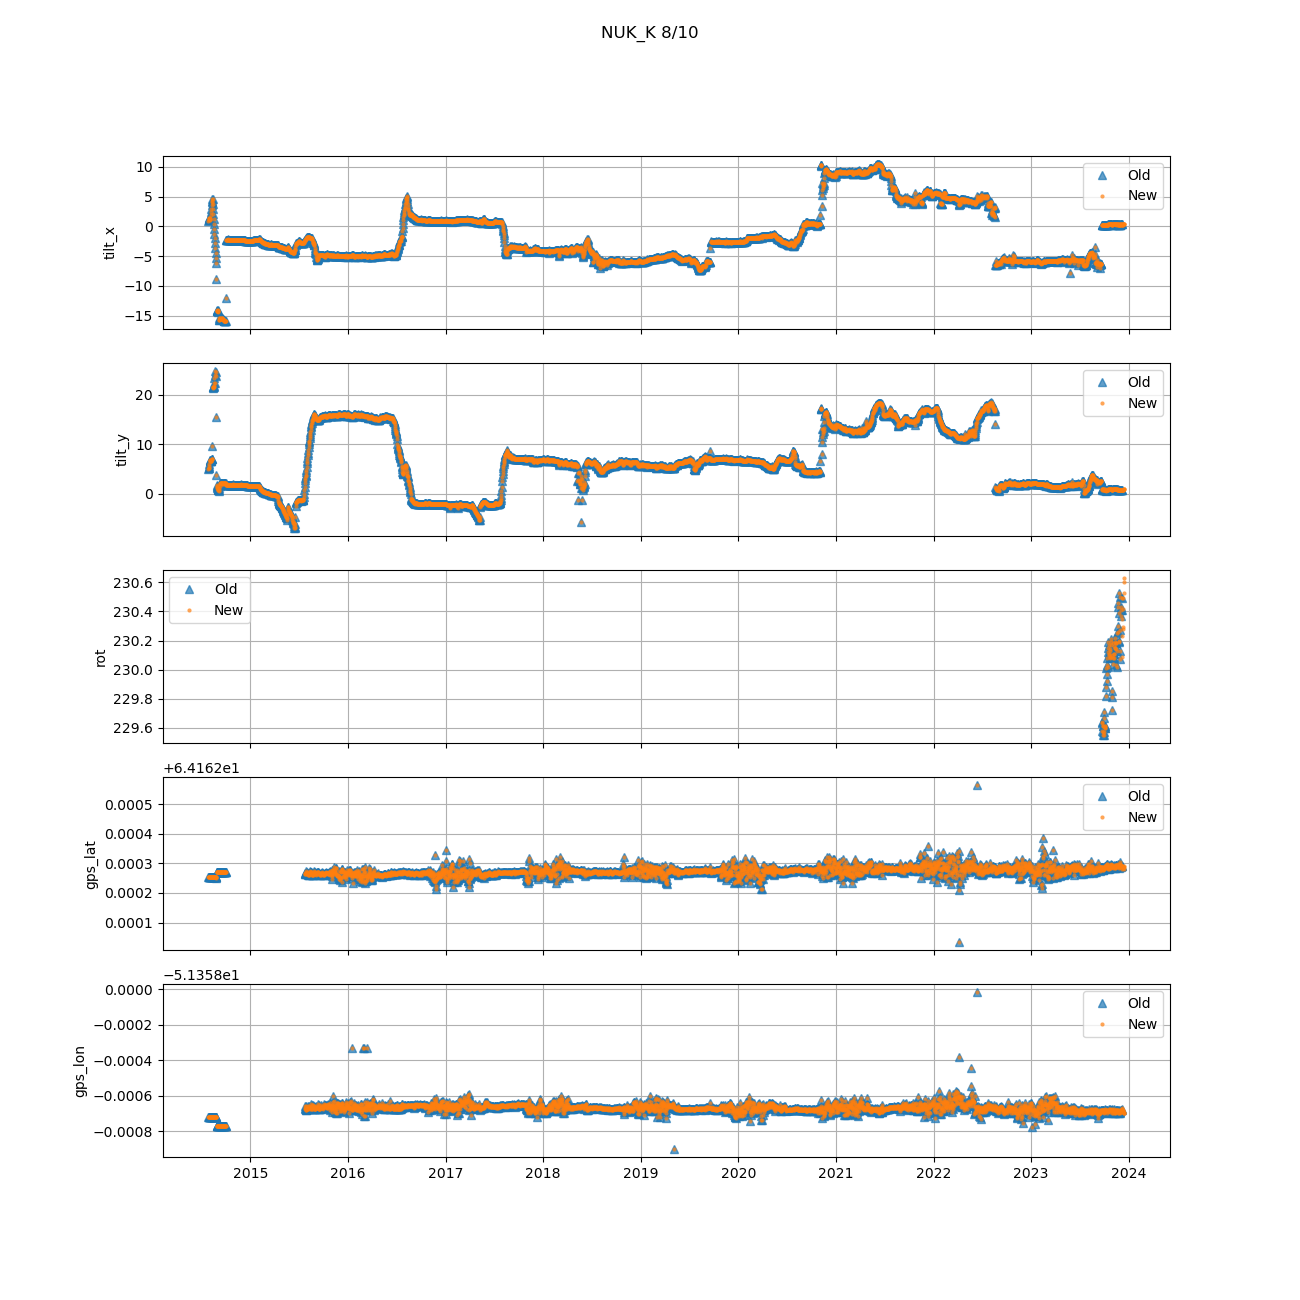 NUK_K 8/10
10
5
0
−5
−10
−15
tilt_x
Old
New
20
10
0
tilt_y
Old
New
230.6
230.4
230.2
230.0
229.8
229.6
rot
Old
New
+6.4162e1
0.0005
0.0004
0.0003
0.0002
0.0001
gps_lat
Old
New
−5.1358e1
0.0000
−0.0002
−0.0004
−0.0006
−0.0008
gps_lon
Old
New
2015 2016 2017 2018 2019 2020 2021 2022 2023 2024